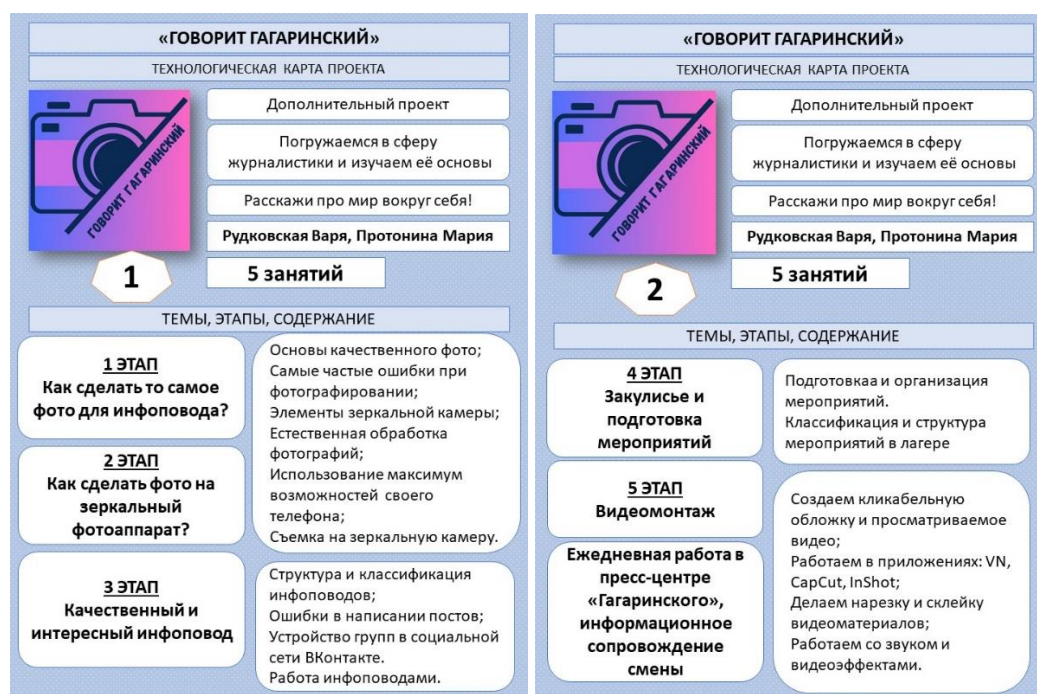 «ГОВОРИТ ГАГАРИНСКИЙ»
ТЕХНОЛОГИЧЕСКАЯ КАРТА ПРОЕКТА
ГОВОРИТ ГАГАРИНСКИЙ
Дополнительный проект
Погружаемся в сферу
журналистики и изучаем её основы
Расскажи про мир вокруг себя!
Рудковская Варя, Протонина Мария
1
5 занятий
ТЕМЫ, ЭТАПЫ, СОДЕРЖАНИЕ
1 ЭТАП
Как сделать то самое
фото для инфоповода?
2 ЭТАП
Как сделать фото на
зеркальный
фотоаппарат?
Основы качественного фото;
Самые частые ошибки при
фотографировании;
Элементы зеркальной камеры;
Естественная обработка
фотографий;
Использование максимум
возможностей своего
телефона;
Съемка на зеркальную камеру.
3 ЭТАП
Качественный и
интересный инфоповод
Структура и классификация
инфоповодов;
Ошибки в написании постов;
Устройство групп в социальной
сети ВКонтакте.
Работа инфоповодами.
«ГОВОРИТ ГАГАРИНСКИЙ»
ТЕХНОЛОГИЧЕСКАЯ КАРТА ПРОЕКТА
ГОВОРИТ ГАГАРИНСКИЙ
Дополнительный проект
Погружаемся в сферу
журналистики и изучаем её основы
Расскажи про мир вокруг себя!
Рудковская Варя, Протонина Мария
2
5 занятий
ТЕМЫ, ЭТАПЫ, СОДЕРЖАНИЕ
4 ЭТАП
Закулисье и
подготовка
мероприятий
Подготовкаа и организация
мероприятий.
Классификация и структура
мероприятий в лагере
5 ЭТАП
Видеомонтаж
Ежедневная работа в
пресс-центре
«Гагаринского»,
информационное
сопровождение
смены
Создаем кликабельную
обложку и просматриваемое
видео;
Работаем в приложениях: VN,
CapCut, InShot;
Делаем нарезку и склейку
видеоматериалов;
Работаем со звуком и
видеоэффектами.